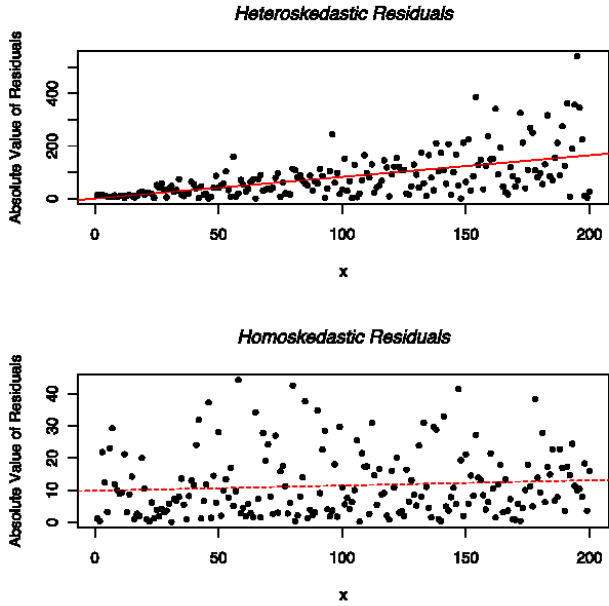 Heteroskedastic Residuals
Absolute Value of Residuals
400
200
0
0 50 100 150 200
x
Homoskedastic Residuals
Absolute Value of Residuals
40
30
20
10
0
0 50 100 150 200
x